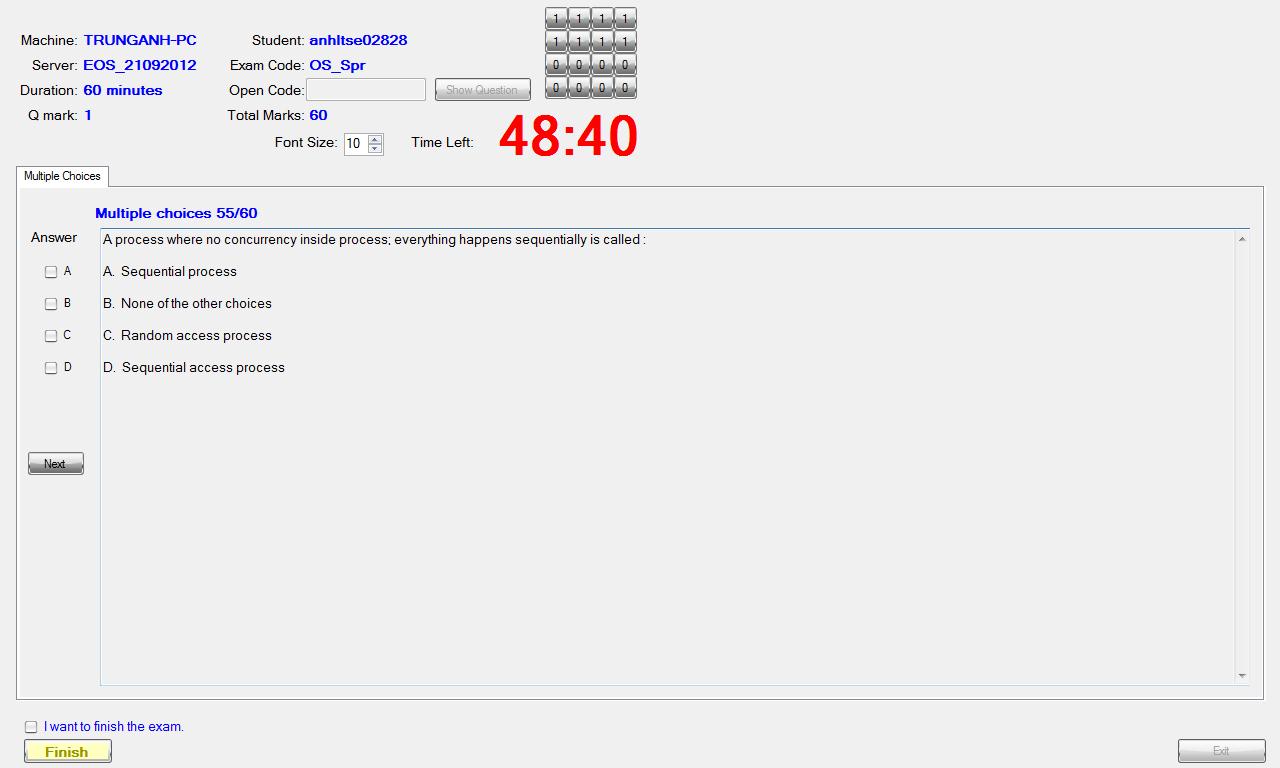 1 1 1 1
Machine: TRUNGANH-PC Student: anhltse02828
1 1 1 1
Server: EOS_21092012 Exam Code: OS_Spr
0 0 0 0
Duration: 60 minutes Open Code: Show Question
0 0 0 0
Q mark: 1 Total Marks: 60
Font Size: 10 Time Left: 48:40
Multiple Choices
Multiple choices 55/60
Answer
A process where no concurrency inside process; everything happens sequentially is called :
A A. Sequential process
B B. None of the other choices
C C. Random access process
D D. Sequential access process
Next
I want to finish the exam.
Finish Exit